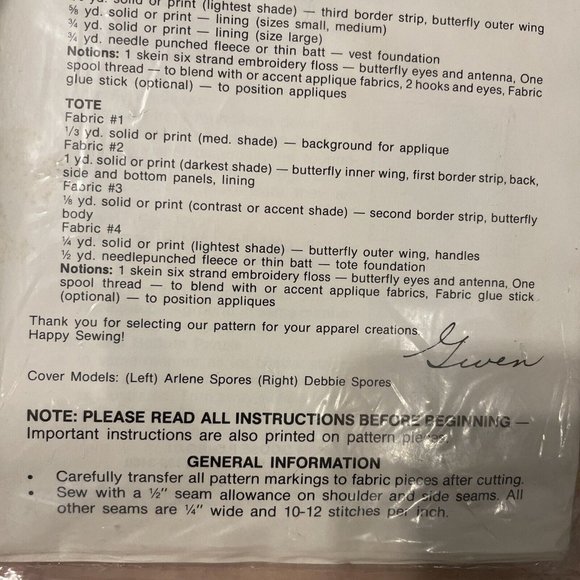 yd. solid or print (lightest shade) — third border strip, butterfly outer wing
⅝ yd. solid or print — lining (sizes small, medium)
¾ yd. solid or print — lining (size large)
¾ yd. needle punched fleece or thin batt — vest foundation
Notions: 1 skein six strand embroidery floss — butterfly eyes and antenna, One
spool thread — to blend with or accent applique fabrics, 2 hooks and eyes, Fabric
glue stick (optional) — to position appliques
TOTE
Fabric #1
⅓ yd. solid or print (med. shade) — background for applique
Fabric #2
1 yd. solid or print (darkest shade) — butterfly inner wing, first border strip, back,
side and bottom panels, lining
Fabric #3
⅛ yd. solid or print (contrast or accent shade) — second border strip, butterfly
body
Fabric #4
¼ yd. solid or print (lightest shade) — butterfly outer wing, handles
½ yd. needlepunched fleece or thin batt — tote foundation
Notions: 1 skein six strand embroidery floss — butterfly eyes and antenna, One
spool thread — to blend with or accent applique fabrics, Fabric glue stick
(optional) — to position appliques
Thank you for selecting our pattern for your apparel creations
Happy Sewing!
Gwen
Cover Models: (Left) Arlene Spores (Right) Debbie Spores
NOTE: PLEASE READ ALL INSTRUCTIONS BEFORE BEGINNING —
Important instructions are also printed on pattern pieces.
GENERAL INFORMATION
• Carefully transfer all pattern markings to fabric pieces after cutting.
• Sew with a ½" seam allowance on shoulder and side seams. All
other seams are ¼" wide and 10-12 stitches per inch.